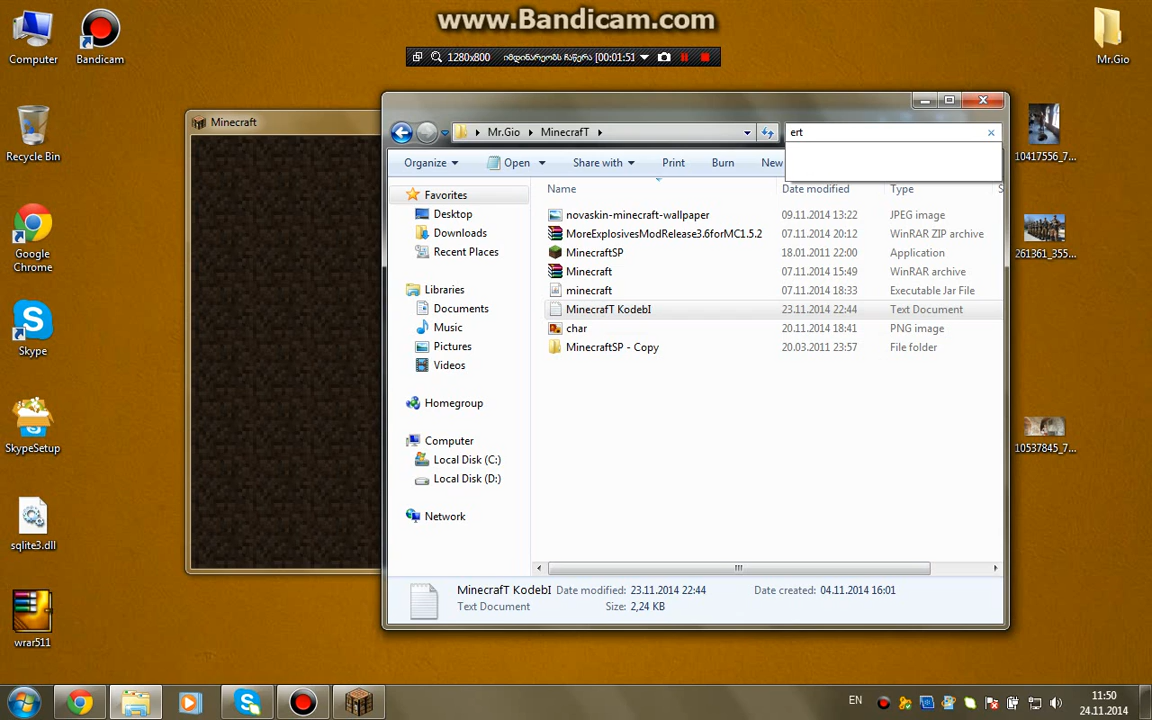 www.Bandicam.com
1280x800 იმდინარეობს ჩაწერა [00:01:51
Computer
Bandicam
Mr.Gio
Recycle Bin
Google Chrome
Skype
SkypeSetup
sqlite3.dll
wrar511
10417556_7...
261361_355...
10537845_7...
Minecraft
Mr.Gio MinecrafT
ert
Organize Open Share with Print Burn New
Name Date modified Type S
Favorites
Desktop
Downloads
Recent Places
Libraries
Documents
Music
Pictures
Videos
Homegroup
Computer
Local Disk (C:)
Local Disk (D:)
Network
novaskin-minecraft-wallpaper 09.11.2014 13:22 JPEG image
MoreExplosivesModRelease3.6forMC1.5.2 07.11.2014 20:12 WinRAR ZIP archive
MinecraftSP 18.01.2011 22:00 Application
Minecraft 07.11.2014 15:49 WinRAR archive
minecraft 07.11.2014 18:33 Executable Jar File
MinecrafT KodebI 23.11.2014 22:44 Text Document
char 20.11.2014 18:41 PNG image
MinecraftSP - Copy 20.03.2011 23:57 File folder
MinecrafT KodebI Date modified: 23.11.2014 22:44 Date created: 04.11.2014 16:01
Text Document Size: 2,24 KB
EN
11:50
24.11.2014